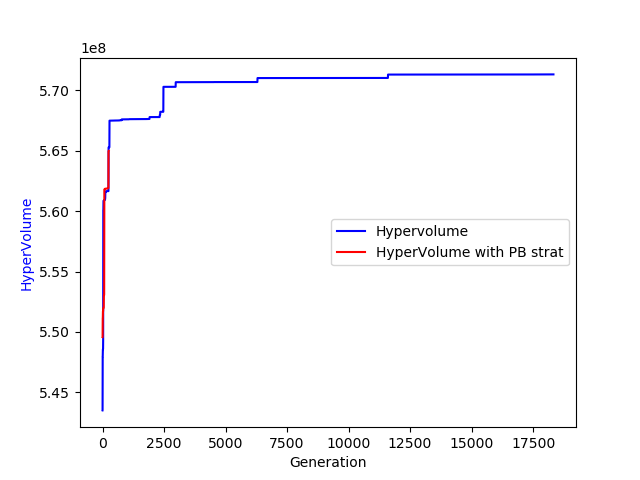 1e8
5.70
5.65
5.60
5.55
5.50
5.45
HyperVolume
Hypervolume
HyperVolume with PB strat
0 2500 5000 7500 10000 12500 15000 17500
Generation